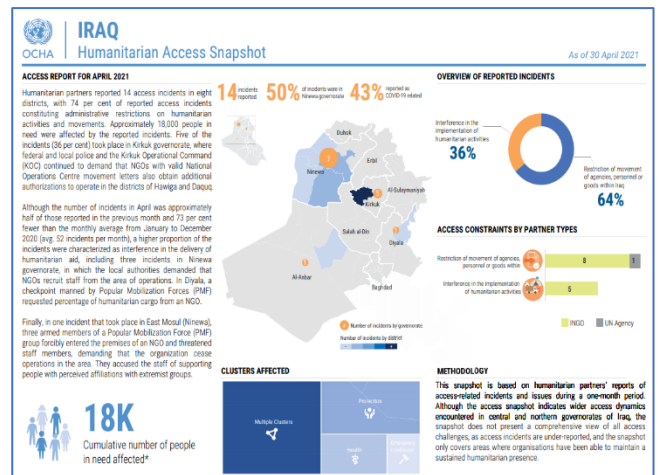 OCHA
IRAQ
Humanitarian Access Snapshot
As of 30 April 2021
ACCESS REPORT FOR APRIL 2021
Humanitarian partners reported 14 access incidents in eight
districts, with 74 per cent of reported access incidents
constituting administrative restrictions on humanitarian
activities and movements. Approximately 18,000 people in
need were affected by the reported incidents. Five of the
incidents (36 per cent) took place in Kirkuk governorate, where
federal and local police and the Kirkuk Operational Command
(KOC) continued to demand that NGOs with valid National
Operations Centre movement letters also obtain additional
authorizations to operate in the districts of Hawiga and Daquq.
Although the number of incidents in April was approximately
half of those reported in the previous month and 73 per cent
fewer than the monthly average from January to December
2020 (avg. 52 incidents per month), a higher proportion of the
incidents were characterized as interference in the delivery of
humanitarian aid, including three incidents in Ninewa
governorate, in which the local authorities demanded that
NGOs recruit staff from the area of operations. In Diyala, a
checkpoint manned by Popular Mobilization Forces (PMF)
requested percentage of humanitarian cargo from an NGO.
Finally, in one incident that took place in East Mosul (Ninewa),
three armed members of a Popular Mobilization Force (PMF)
group forcibly entered the premises of an NGO and threatened
staff members, demanding that the organization cease
operations in the area. They accused the staff of supporting
people with perceived affiliations with extremist groups.
18K
Cumulative number of people
in need affected*
14 incidents reported
50% of incidents were in Ninewa governorate
43% reported as COVID-19 related
Duhok
Ninewa
7
Erbil
Al-Sulaymaniyah
Kirkuk
Salah al-Din
Diyala
1
Al-Anbar
1
Baghdad
Number of incidents by governorate
Number of incidents by district
CLUSTERS AFFECTED
Multiple Clusters
Protection
Health
OVERVIEW OF REPORTED INCIDENTS
Interference in the
implementation of
humanitarian activities
36%
Restriction of movement
of agencies, personnel or
goods within Iraq
64%
ACCESS CONSTRAINTS BY PARTNER TYPES
Restriction of movement of agencies,
personnel or goods within
8
1
Interference in the implementation
of humanitarian activities
5
INGO
UN Agency
METHODOLOGY
This snapshot is based on humanitarian partners' reports of
access-related incidents and issues during a one-month period.
Although the access snapshot indicates wider access dynamics
encountered in central and northern governorates of Iraq, the
snapshot does not present a comprehensive view of all access
challenges, as access incidents are under-reported, and the snapshot
only covers areas where organisations have been able to maintain a
sustained humanitarian presence.